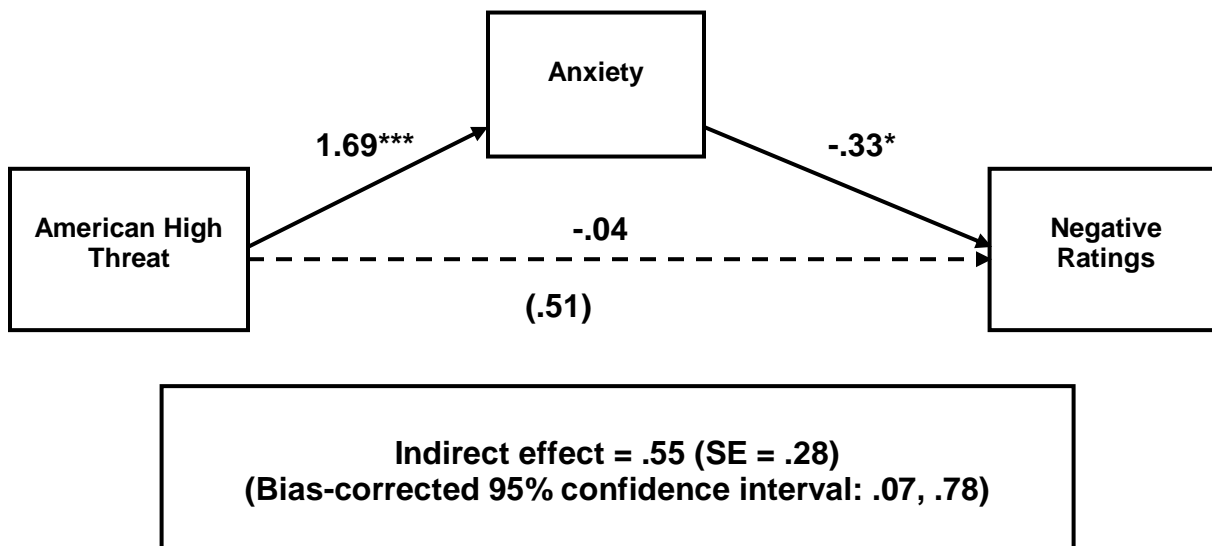 Anxiety
1.69***
-.33*
American High
Threat
-.04
(.51)
Negative
Ratings
Indirect effect = .55 (SE = .28)
(Bias-corrected 95% confidence interval: .07, .78)